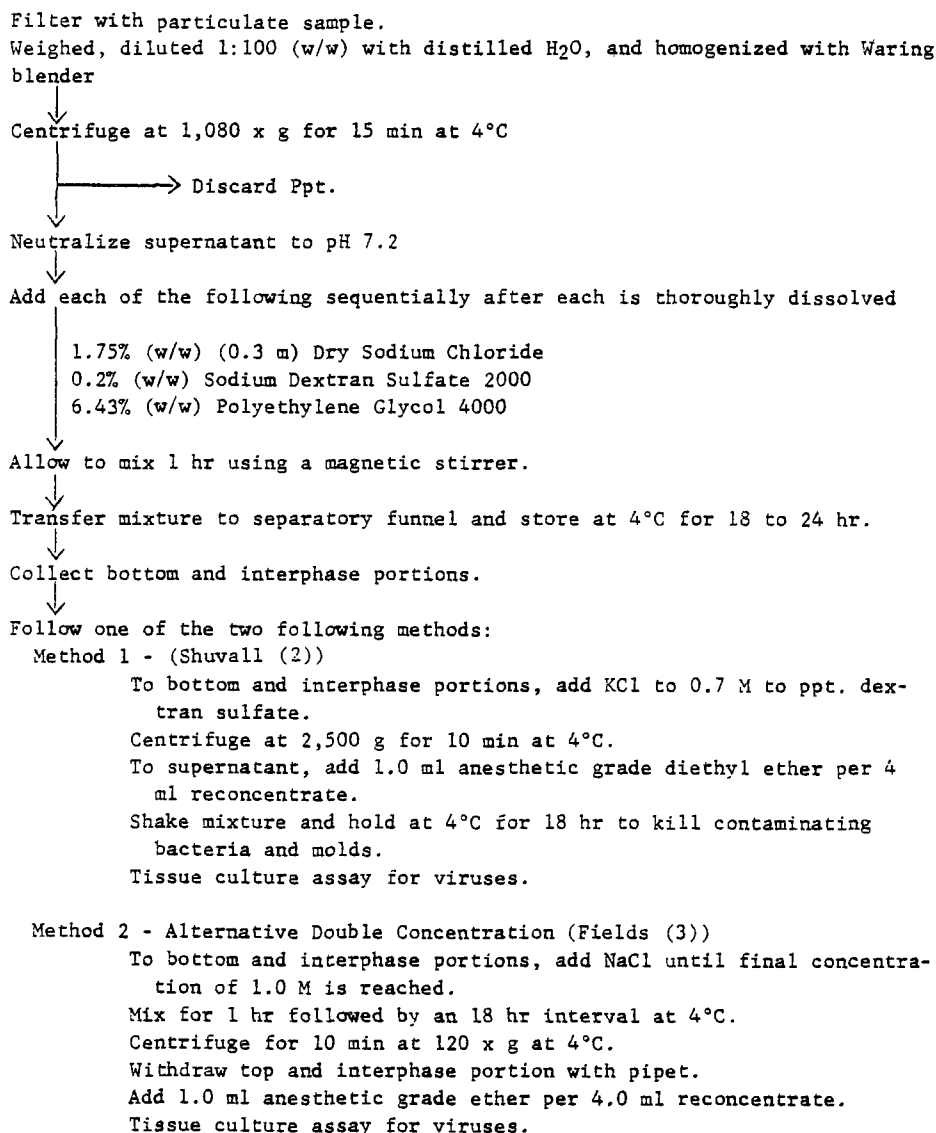 Filter with particulate sample.
Weighed, diluted 1:100 (w/w) with distilled H2O, and homogenized with Waring
blender
Centrifuge at 1,080 x g for 15 min at 4°C
Discard Ppt.
Neutralize supernatant to pH 7.2
Add each of the following sequentially after each is thoroughly dissolved
1.75% (w/w) (0.3 m) Dry Sodium Chloride
0.2% (w/w) Sodium Dextran Sulfate 2000
6.43% (w/w) Polyethylene Glycol 4000
Allow to mix 1 hr using a magnetic stirrer.
Transfer mixture to separatory funnel and store at 4°C for 18 to 24 hr.
Collect bottom and interphase portions.
Follow one of the two following methods:
Method 1 - (Shuvall (2))
To bottom and interphase portions, add KCl to 0.7 M to ppt. dex-
tran sulfate.
Centrifuge at 2,500 g for 10 min at 4°C.
To supernatant, add 1.0 ml anesthetic grade diethyl ether per 4
ml reconcentrate.
Shake mixture and hold at 4°C for 18 hr to kill contaminating
bacteria and molds.
Tissue culture assay for viruses.
Method 2 - Alternative Double Concentration (Fields (3))
To bottom and interphase portions, add NaCl until final concentra-
tion of 1.0 M is reached.
Mix for 1 hr followed by an 18 hr interval at 4°C.
Centrifuge for 10 min at 120 x g at 4°C.
Withdraw top and interphase portion with pipet.
Add 1.0 ml anesthetic grade ether per 4.0 ml reconcentrate.
Tissue culture assay for viruses.